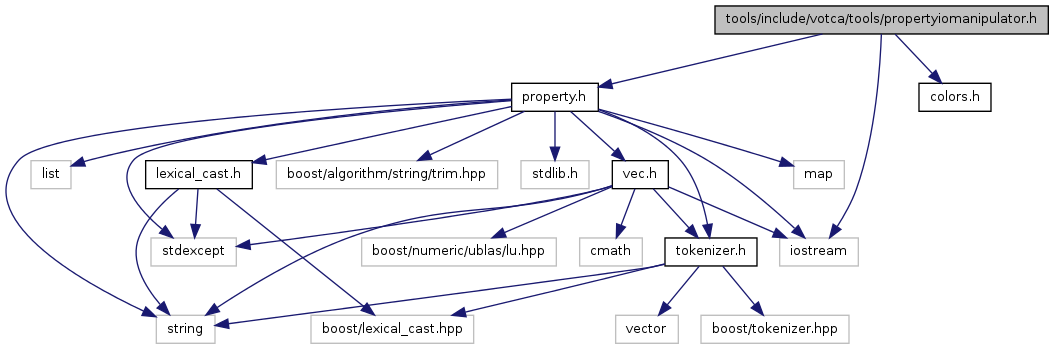 tools/include/votca/tools/propertyiomanipulator.h
property.h
colors.h
list
lexical_cast.h
boost/algorithm/string/trim.hpp
stdlib.h
vec.h
map
stdexcept
boost/numeric/ublas/lu.hpp
cmath
tokenizer.h
iostream
string
boost/lexical_cast.hpp
vector
boost/tokenizer.hpp